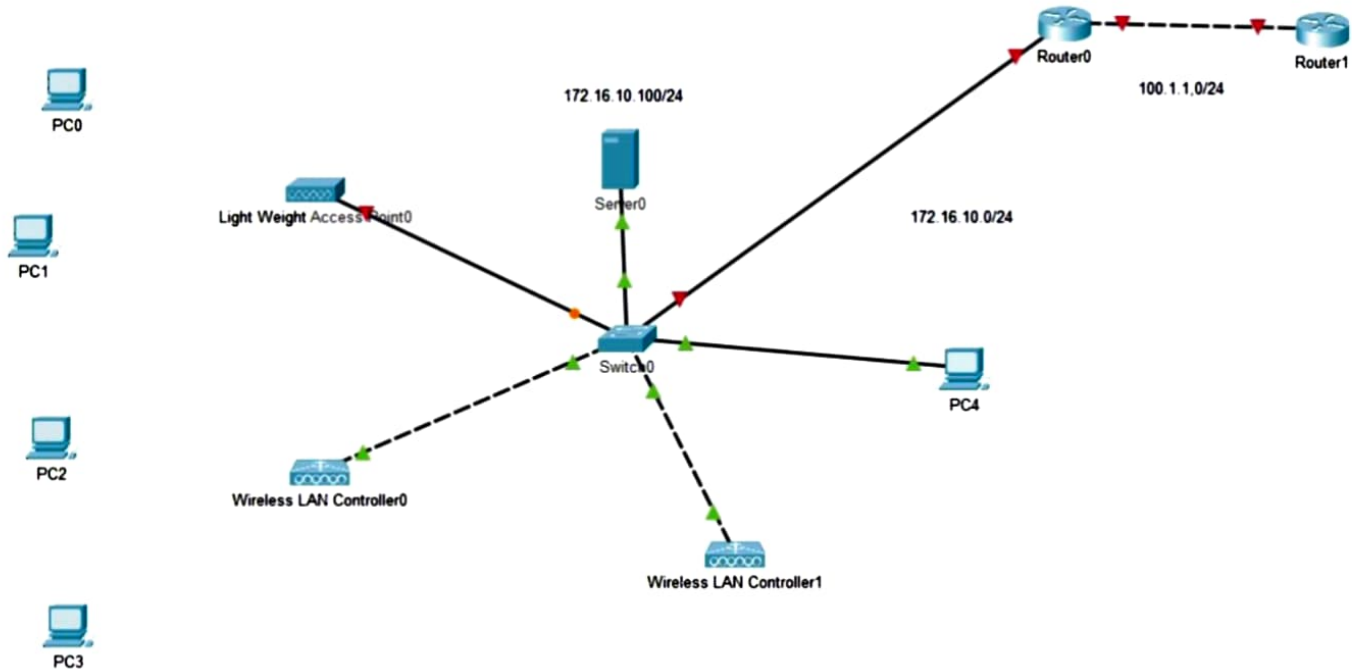 Router0
Router1
100.1.1,0/24
PC0
172.16.10.100/24
Server0
Light Weight Access Point0
172.16.10.0/24
PC1
Switch0
PC4
PC2
Wireless LAN Controller0
Wireless LAN Controller1
PC3